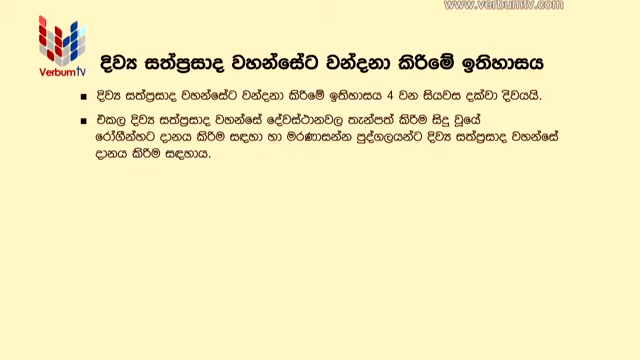 www.verbumtv.com
VerbumTV
දිව්‍ය සත්ප්‍රසාද වහන්සේට වන්දනා කිරිමේ ඉතිහාසය
■ දිව්‍ය සත්ප්‍රසාද වහන්සේට වන්දනා කිරිමේ ඉතිහාසය 4 වන සියවස දක්වා දිවයයි.
■ එකල දිව්‍ය සත්ප්‍රසාද වහන්සේ දේවස්ථානවල තැන්පත් කිරිම සිදු වූයේ
රෝගීන්හට දානය කිරිම සඳහා හා මරණාසන්න පුද්ගලයන්ට දිව්‍ය සත්ප්‍රසාද වහන්සේ
දානය කිරිම සඳහාය.